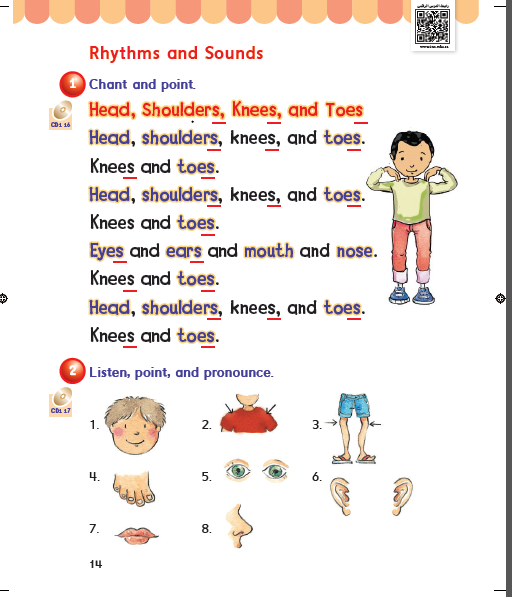 Rhythms and Sounds
1 Chant and point.
CD1 16
Head, Shoulders, Knees, and Toes
Head, shoulders, knees, and toes.
Knees and toes.
Head, shoulders, knees, and toes.
Knees and toes.
Eyes and ears and mouth and nose.
Knees and toes.
Head, shoulders, knees, and toes.
Knees and toes.
2 Listen, point, and pronounce.
CD1 17
1. 2. 3.
4. 5. 6.
7. 8.
14